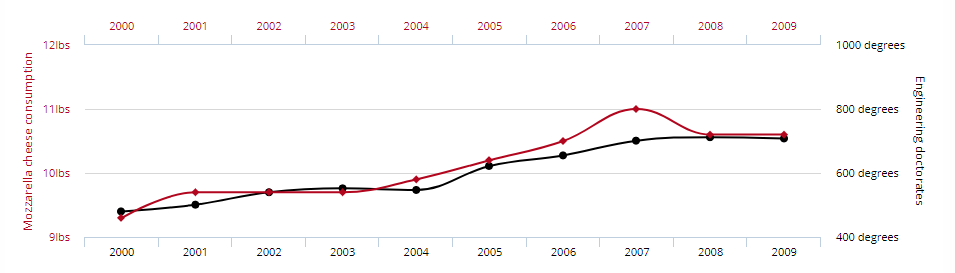 2000 2001 2002 2003 2004 2005 2006 2007 2008 2009
12lbs 1000 degrees
Mozzarella cheese consumption
Engineering doctorates
11lbs 800 degrees
10lbs 600 degrees
9lbs 400 degrees
2000 2001 2002 2003 2004 2005 2006 2007 2008 2009